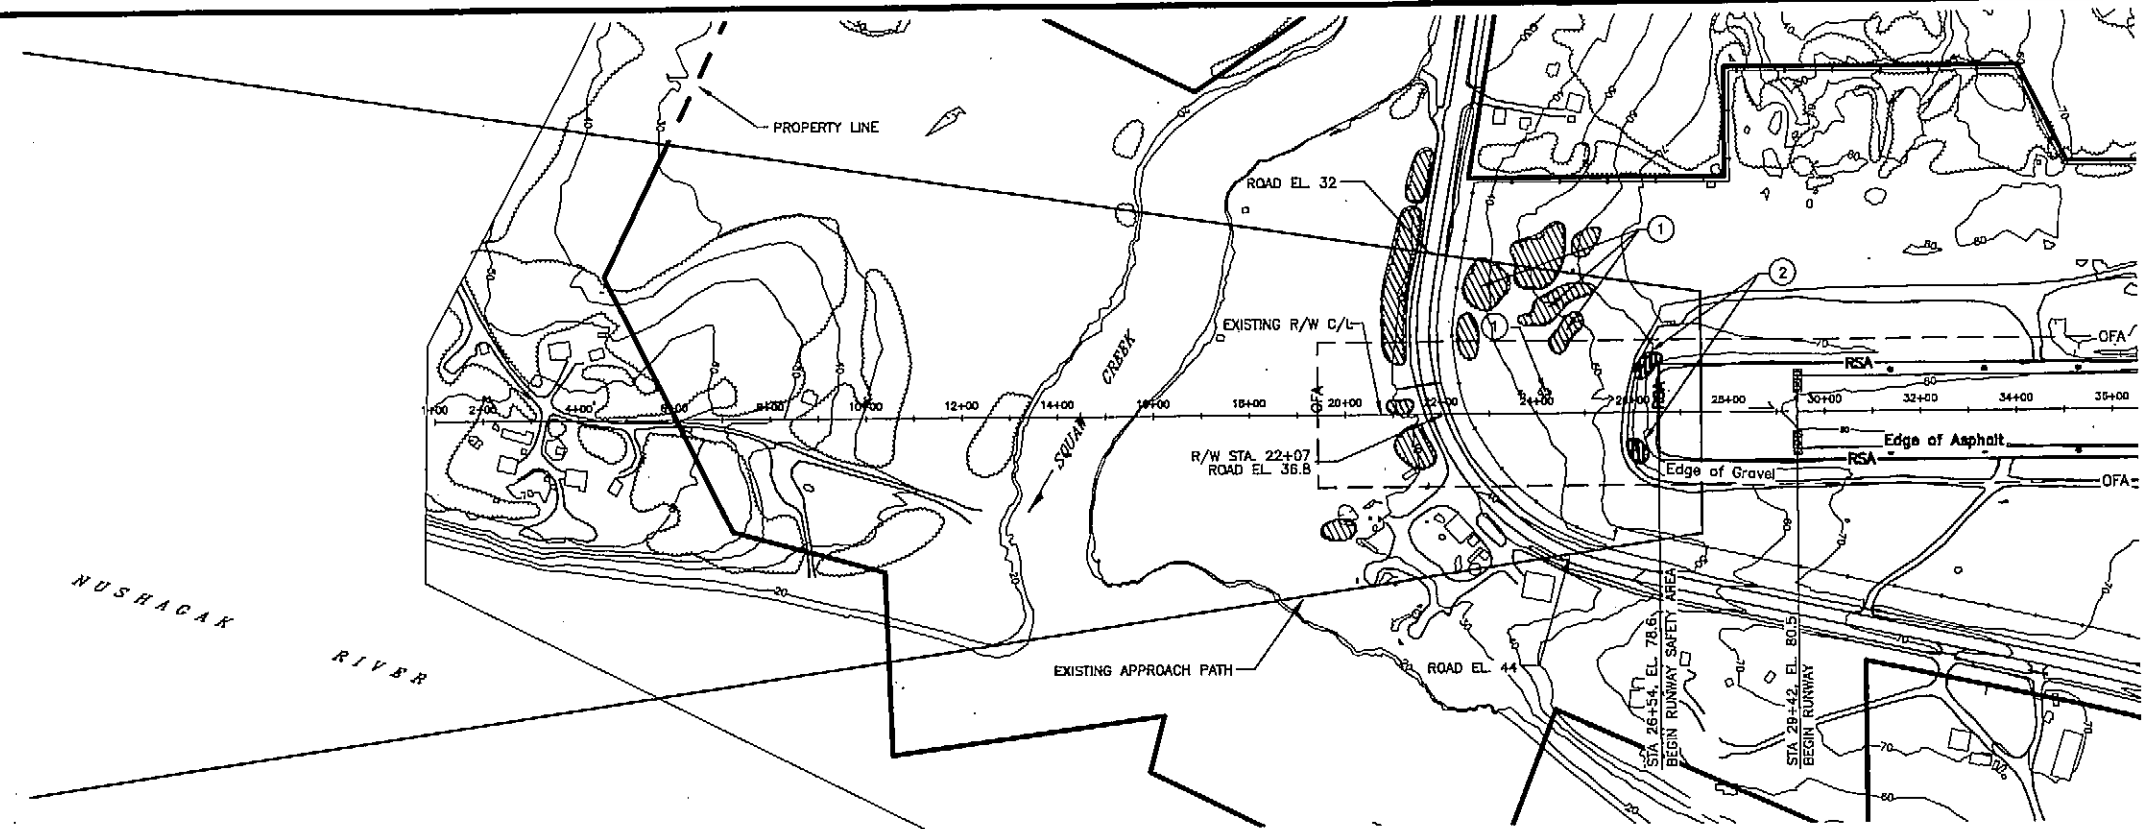 PROPERTY LINE
ROAD EL. 32
1
2
EXISTING R/W C/L
1
CREEK
SQUAW
OFA
OFA
RSA
RSA
60
1+00 2+00 4+00 6+00 8+00 10+00 12+00 14+00 16+00 18+00 20+00 22+00 24+00 26+00 28+00 30+00 32+00 34+00 36+00
Edge of Asphalt
RSA
R/W STA. 22+07
ROAD EL. 36.8
Edge of Gravel
OFA
NUSHAGAK
RIVER
20
20
EXISTING APPROACH PATH
ROAD EL. 44
STA 26+54, EL 78.6
BEGIN RUNWAY SAFETY AREA
STA 29+42, EL 80.5
BEGIN RUNWAY
70
60
20